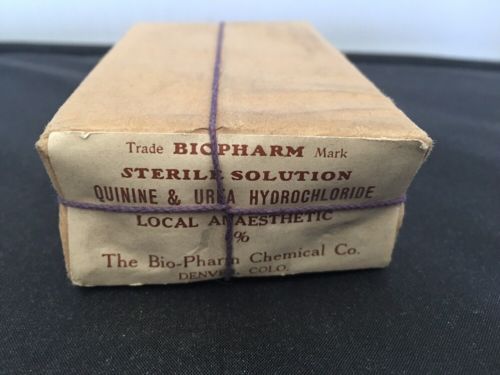 Trade BIOPHARM Mark
STERILE SOLUTION
QUININE & UREA HYDROCHLORIDE
LOCAL ANAESTHETIC
%
The Bio-Pharm Chemical Co.
DENVER, COLO.